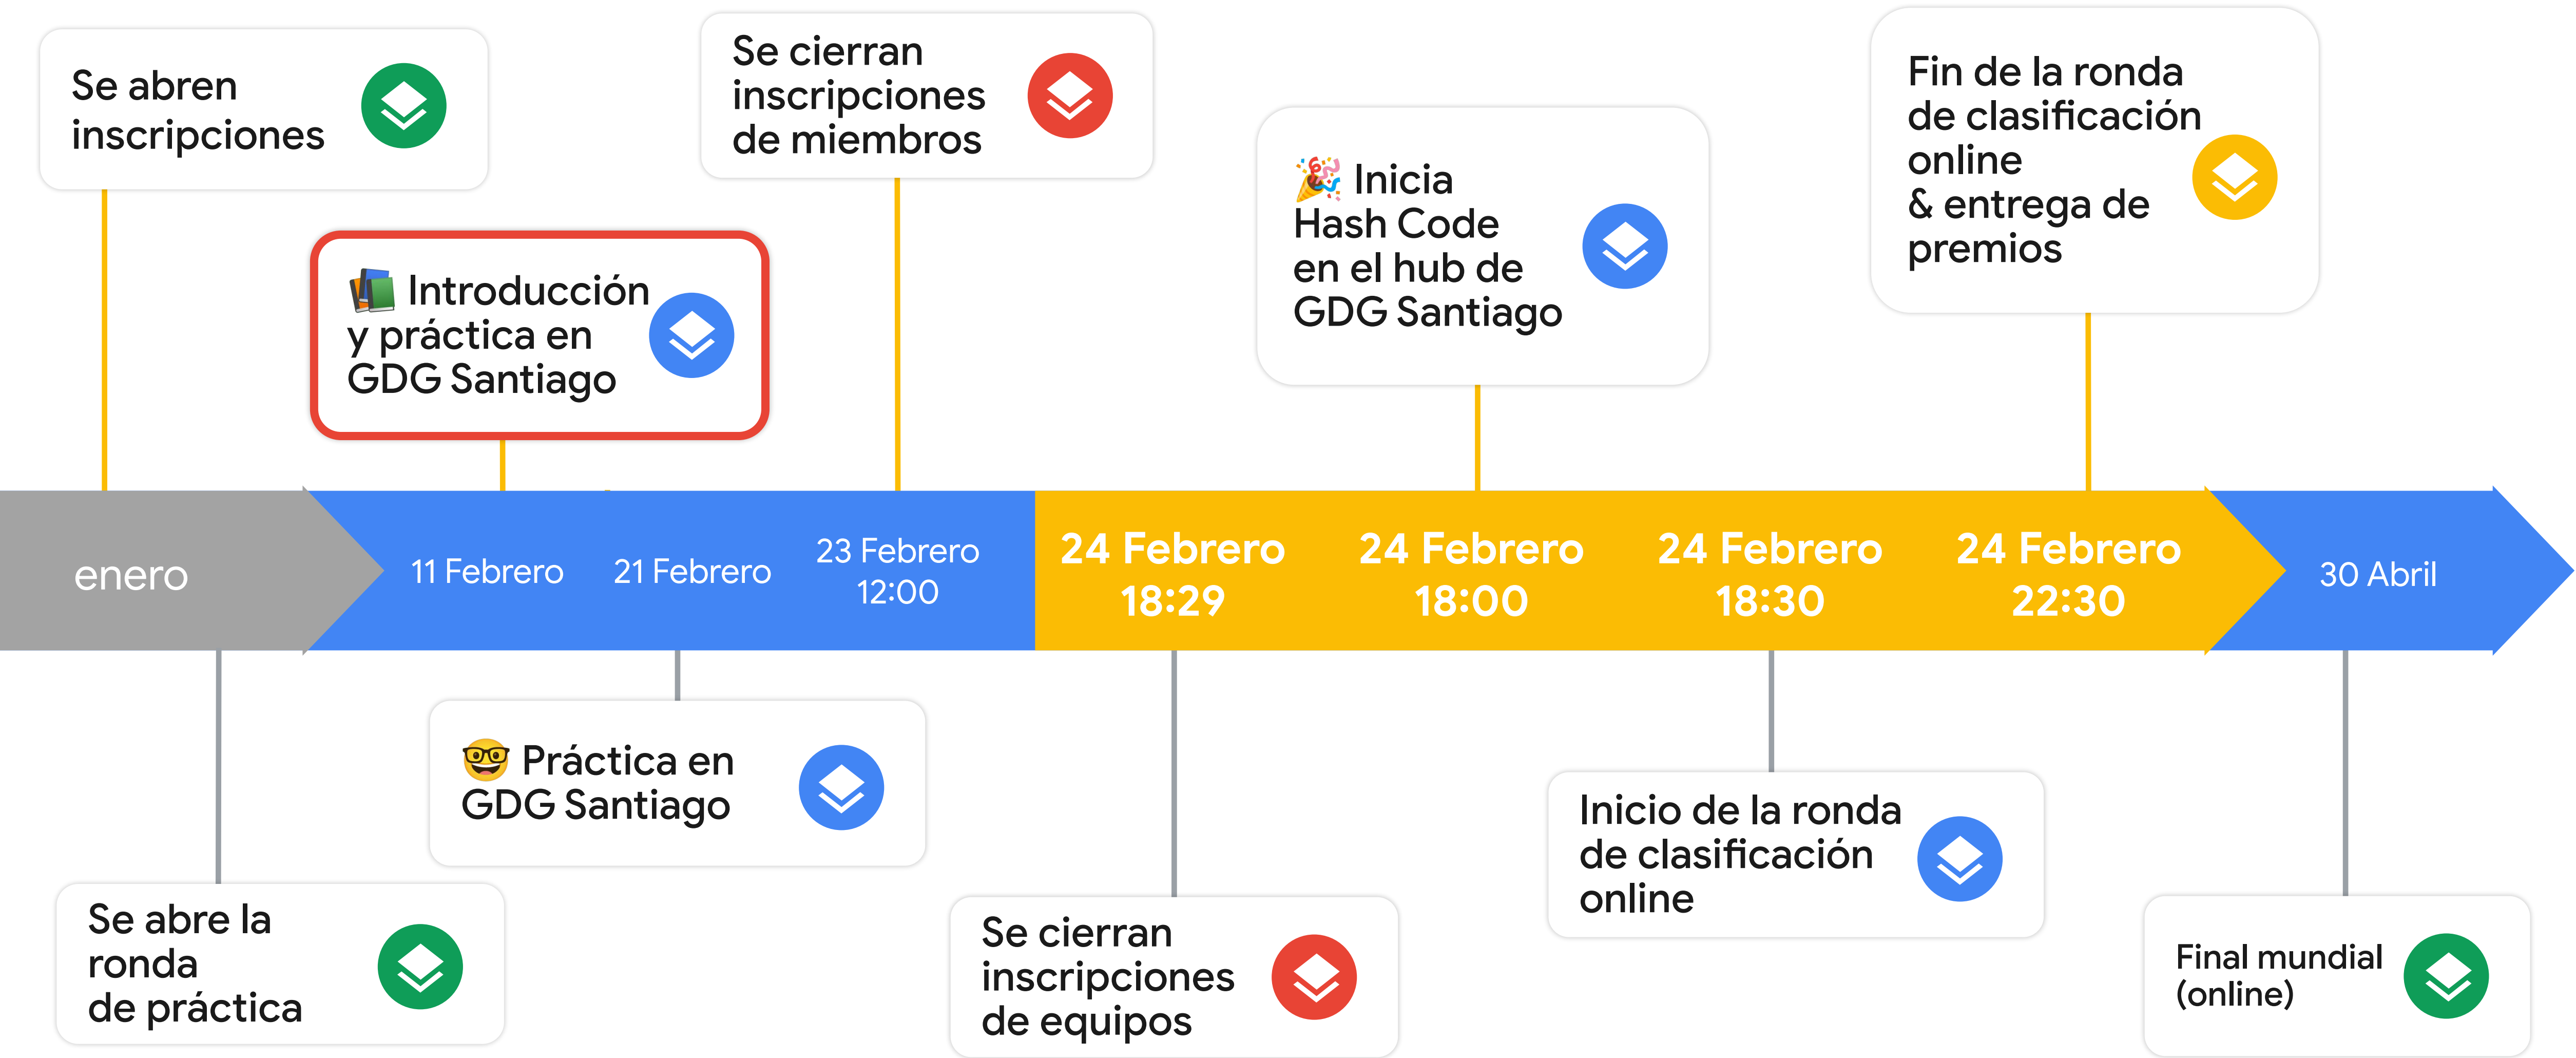 Se abren
inscripciones
📚 Introducción
y práctica en
GDG Santiago
Se cierran
inscripciones
de miembros
🎉 Inicia
Hash Code
en el hub de
GDG Santiago
Fin de la ronda
de clasificación
online
& entrega de
premios
enero
11 Febrero
21 Febrero
23 Febrero
12:00
24 Febrero
18:29
24 Febrero
18:00
24 Febrero
18:30
24 Febrero
22:30
30 Abril
Se abre la
ronda
de práctica
🤓 Práctica en
GDG Santiago
Se cierran
inscripciones
de equipos
Inicio de la ronda
de clasificación
online
Final mundial
(online)